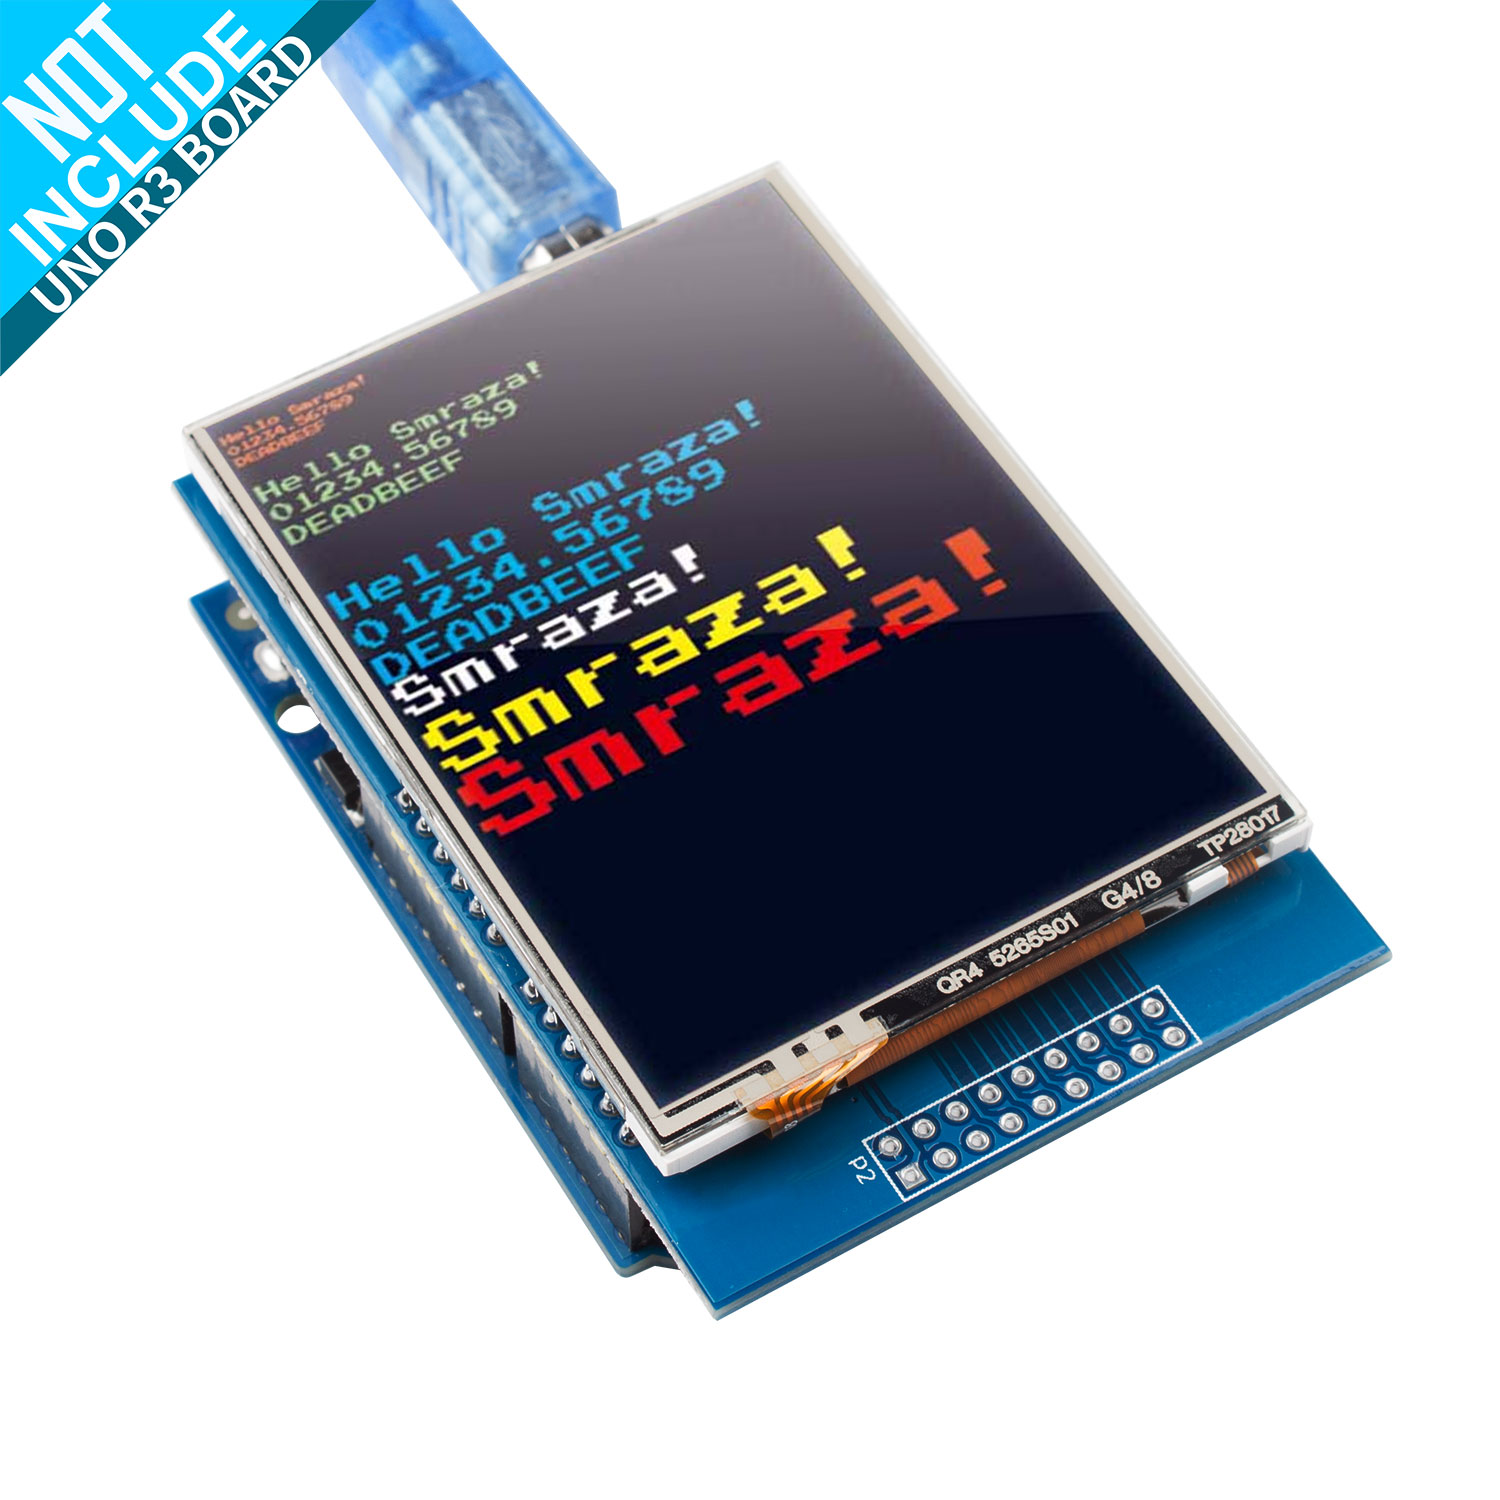 NOT
INCLUDE
UNO R3 BOARD
Hello Smraza!
01234.56789
DEADBEEF
Hello Smraza!
01234.56789
DEADBEEF
Hello Smraza!
01234.56789
DEADBEEF
Smraza!
Smraza!
Smraza!
QR4 5265S01 G4/8 TP28017
P2